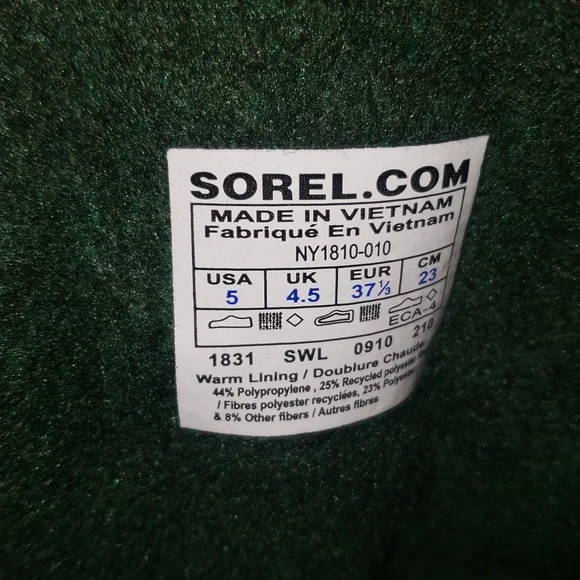 SOREL.COM
MADE IN VIETNAM
Fabriqué En Vietnam
NY1810-010
USA UK EUR CM
5 4.5 37⅓ 23
ECA-4
1831 SWL 0910 210
Warm Lining / Doublure Chaude
44% Polypropylene , 25% Recycled polyester
/ Fibres polyester recyclées, 23% Polyester
& 8% Other fibers / Autres fibres